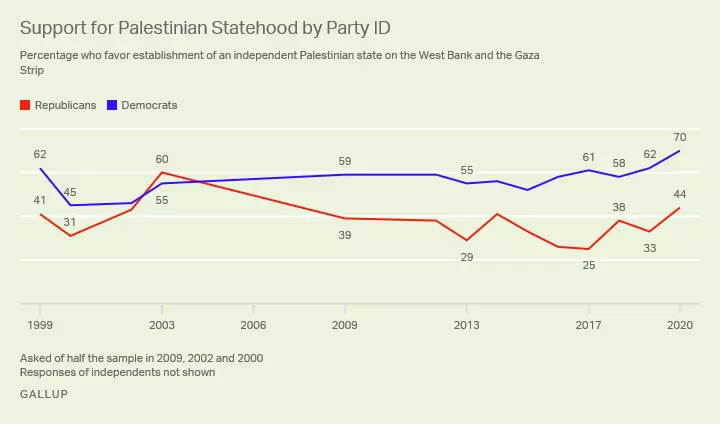 Support for Palestinian Statehood by Party ID
Percentage who favor establishment of an independent Palestinian state on the West Bank and the Gaza
Strip
Republicans Democrats
62 45 60 59 55 61 58 62 70
41 31 55 39 29 25 38 33 44
1999 2003 2006 2009 2013 2017 2020
Asked of half the sample in 2009, 2002 and 2000
Responses of independents not shown
GALLUP